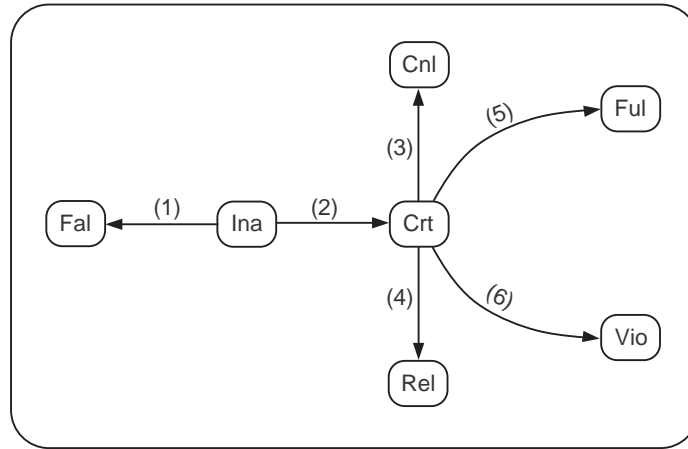 Cnl
Ful
(5)
(3)
Fal
(1)
Ina
(2)
Crt
(4)
(6)
Vio
Rel